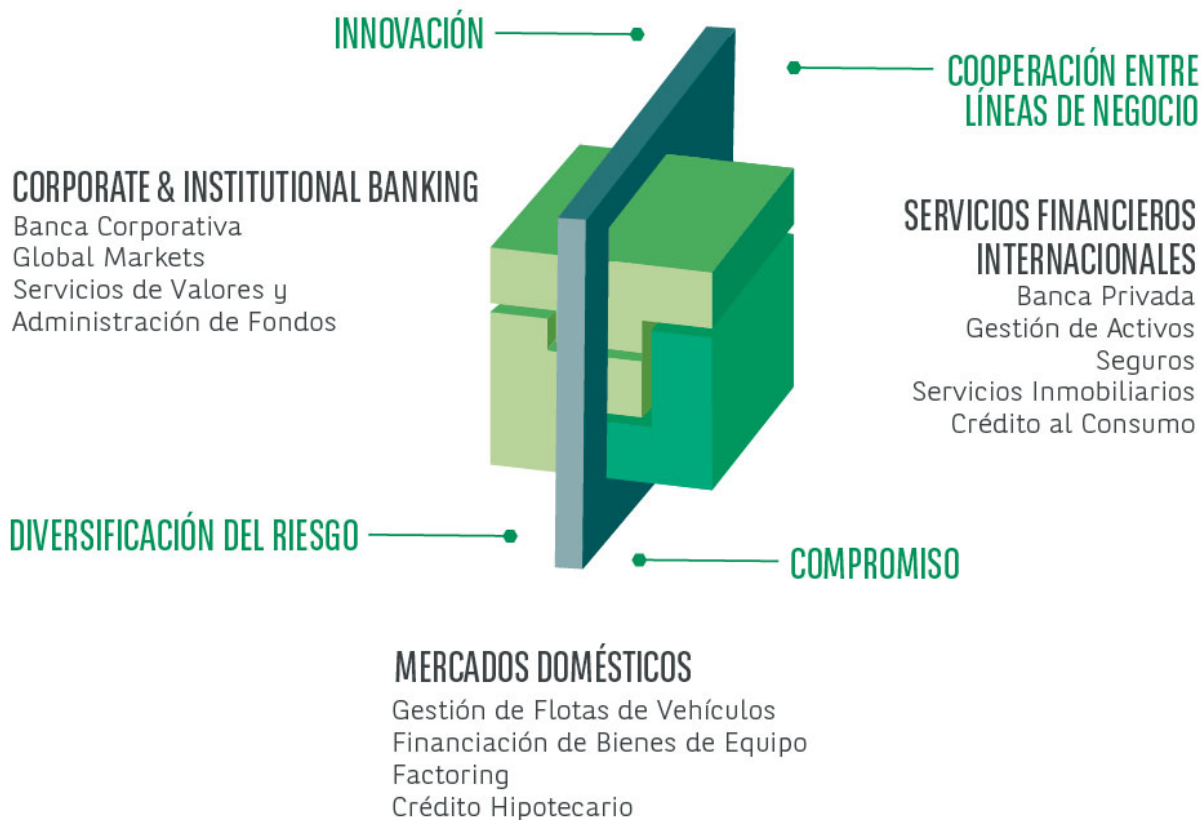 INNOVACIÓN
COOPERACIÓN ENTRE
LÍNEAS DE NEGOCIO
CORPORATE & INSTITUTIONAL BANKING
Banca Corporativa
Global Markets
Servicios de Valores y
Administración de Fondos
SERVICIOS FINANCIEROS
INTERNACIONALES
Banca Privada
Gestión de Activos
Seguros
Servicios Inmobiliarios
Crédito al Consumo
DIVERSIFICACIÓN DEL RIESGO
COMPROMISO
MERCADOS DOMÉSTICOS
Gestión de Flotas de Vehículos
Financiación de Bienes de Equipo
Factoring
Crédito Hipotecario